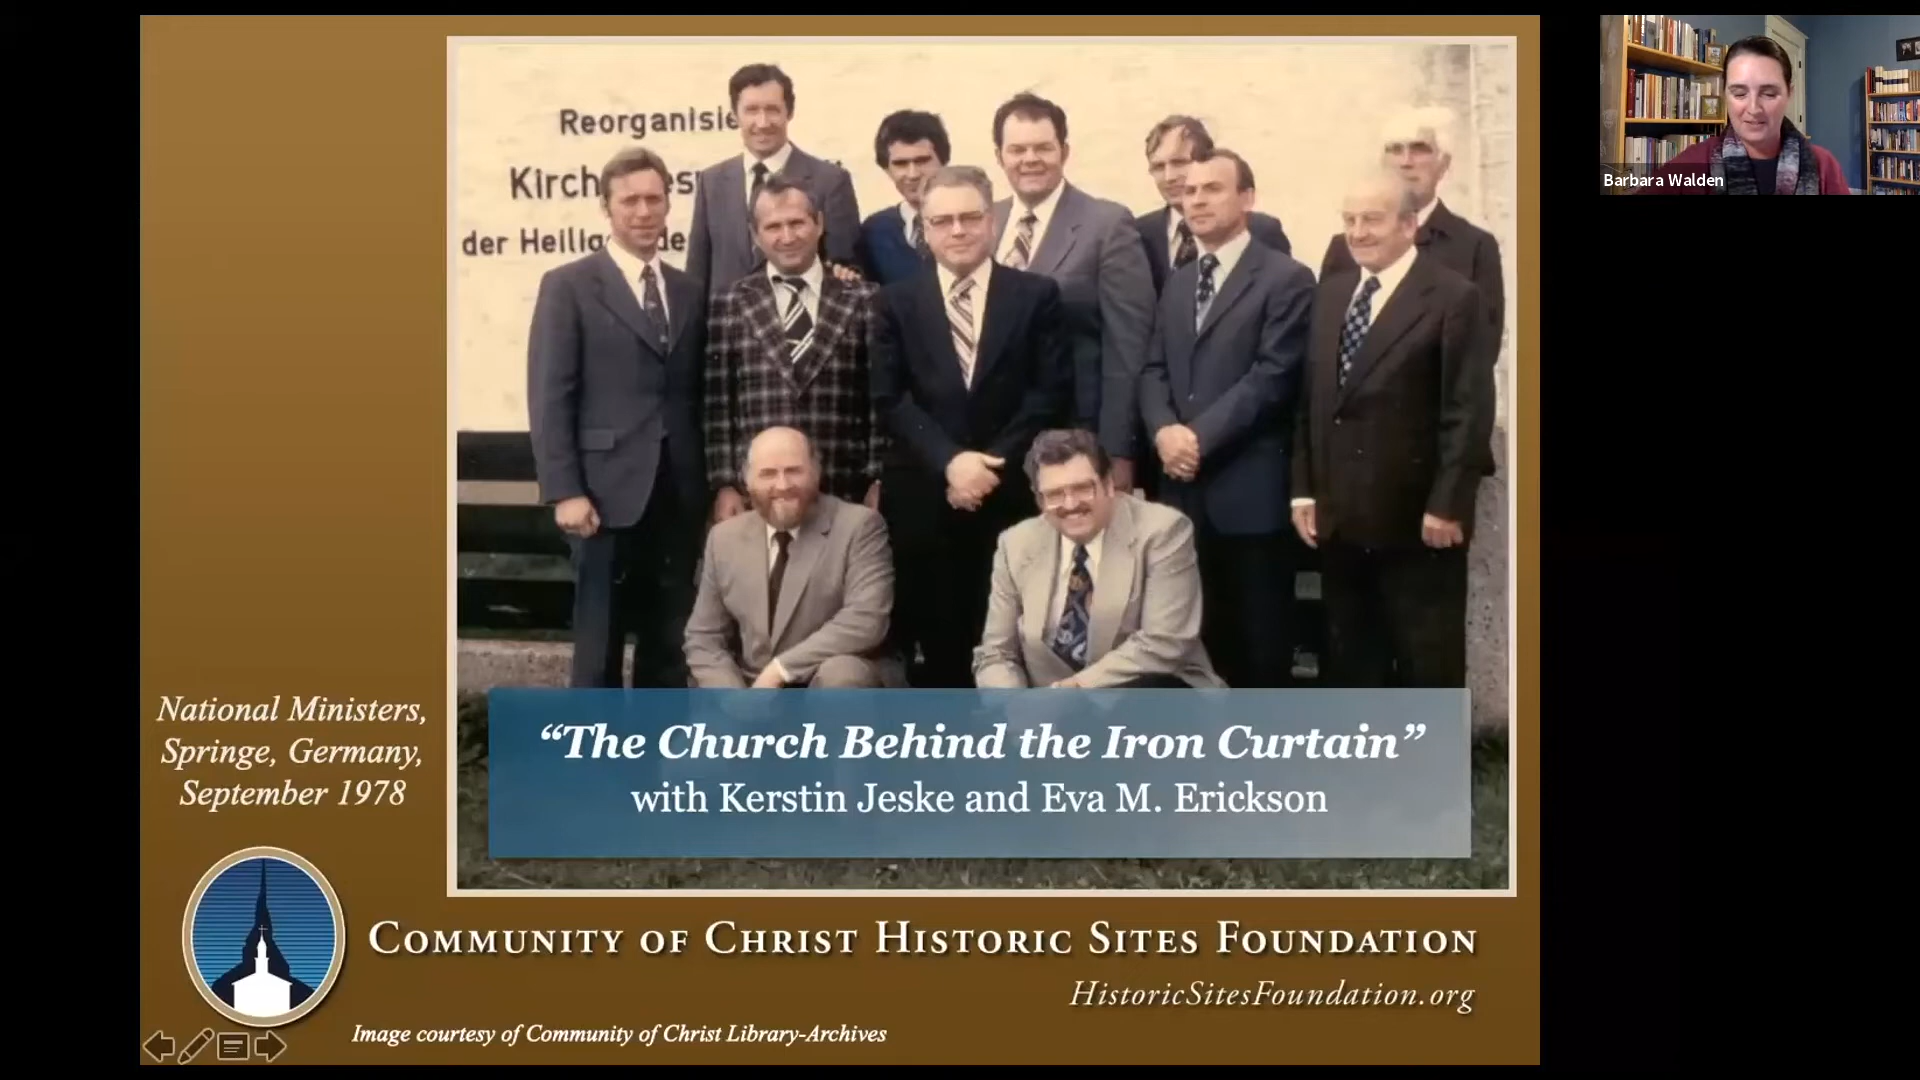 Reorganisie
Kirch
der Heilig
National Ministers,
Springe, Germany,
September 1978
“The Church Behind the Iron Curtain”
with Kerstin Jeske and Eva M. Erickson
COMMUNITY OF CHRIST HISTORIC SITES FOUNDATION
HistoricSitesFoundation.org
Image courtesy of Community of Christ Library-Archives
Barbara Walden